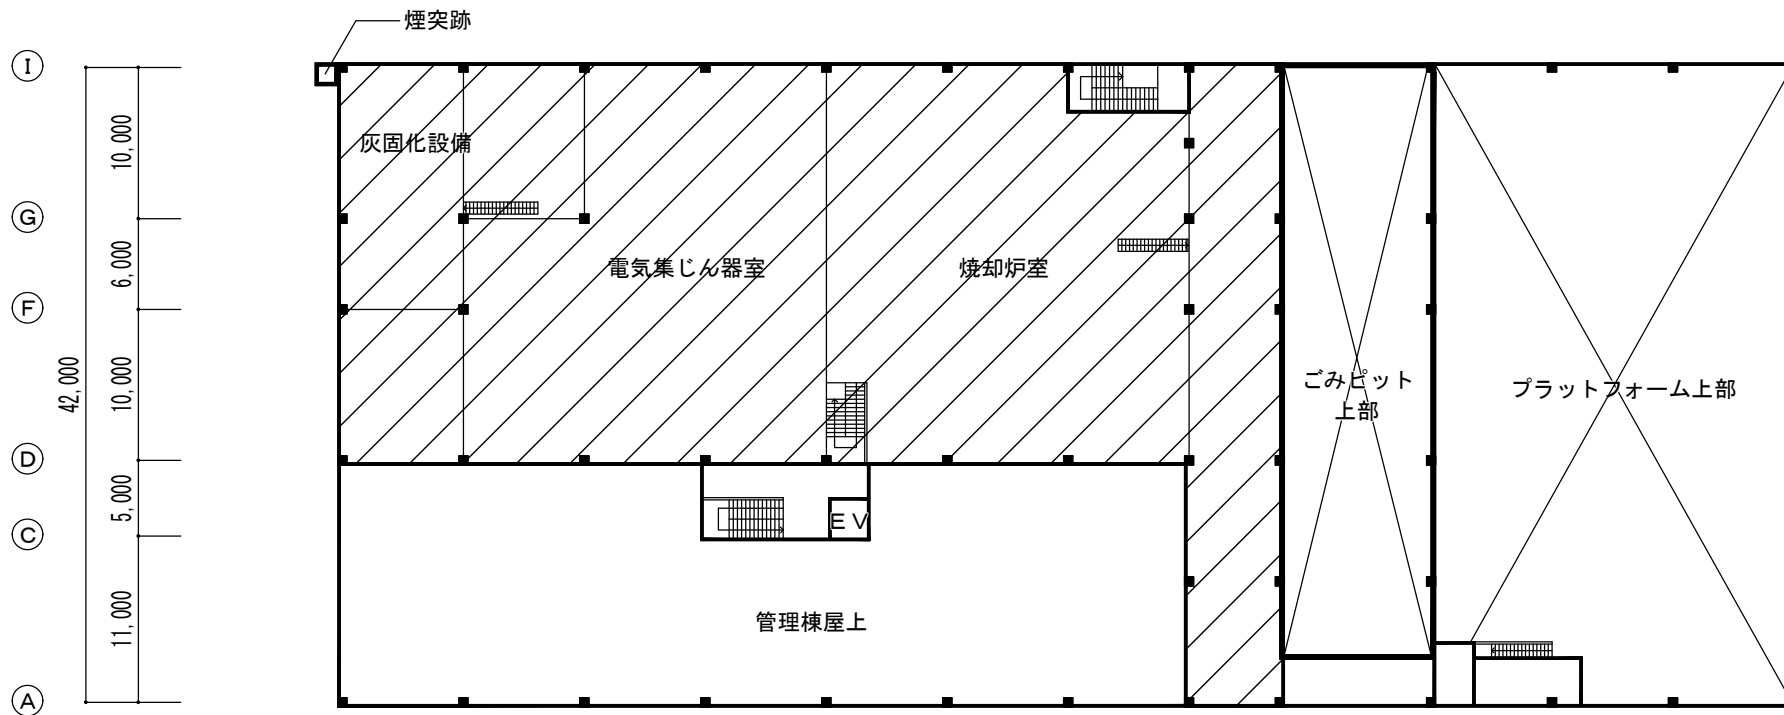 煙突跡
I
10,000
灰固化設備
G
6,000
電気集じん器室
焼却炉室
F
42,000
10,000
ごみピット
上部
プラットフォーム上部
D
5,000
EV
C
11,000
管理棟屋上
A